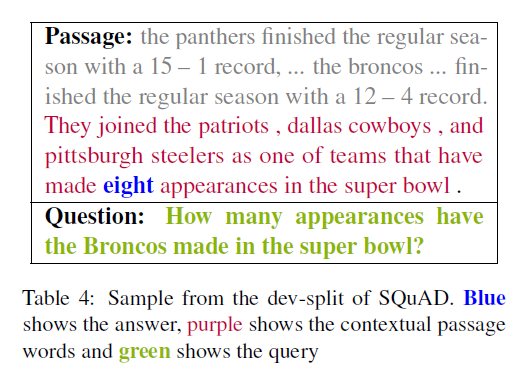 Passage: the panthers finished the regular sea-
son with a 15 – 1 record, ... the broncos ... fin-
ished the regular season with a 12 – 4 record.
They joined the patriots , dallas cowboys , and
pittsburgh steelers as one of teams that have
made eight appearances in the super bowl .
Question: How many appearances have
the Broncos made in the super bowl?
Table 4: Sample from the dev-split of SQuAD. Blue
shows the answer, purple shows the contextual passage
words and green shows the query